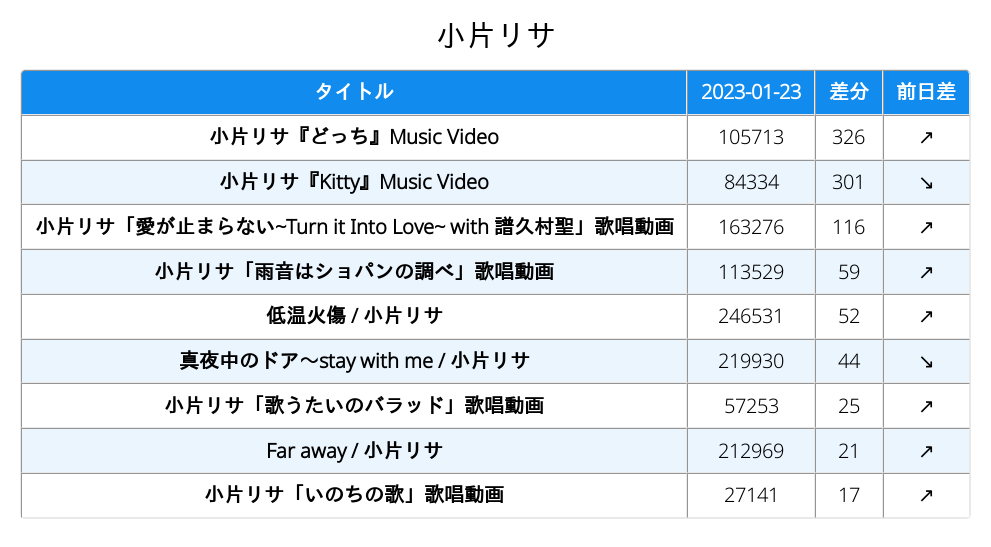 小片リサ
タイトル 2023-01-23 差分 前日差
小片リサ『どっち』Music Video 105713 326 ↗
小片リサ『Kitty』Music Video 84334 301 ↘
小片リサ「愛が止まらない~Turn it Into Love~ with 譜久村聖」歌唱動画 163276 116 ↗
小片リサ「雨音はショパンの調べ」歌唱動画 113529 59 ↗
低温火傷 / 小片リサ 246531 52 ↗
真夜中のドア〜stay with me / 小片リサ 219930 44 ↘
小片リサ「歌うたいのバラッド」歌唱動画 57253 25 ↗
Far away / 小片リサ 212969 21 ↗
小片リサ「いのちの歌」歌唱動画 27141 17 ↗